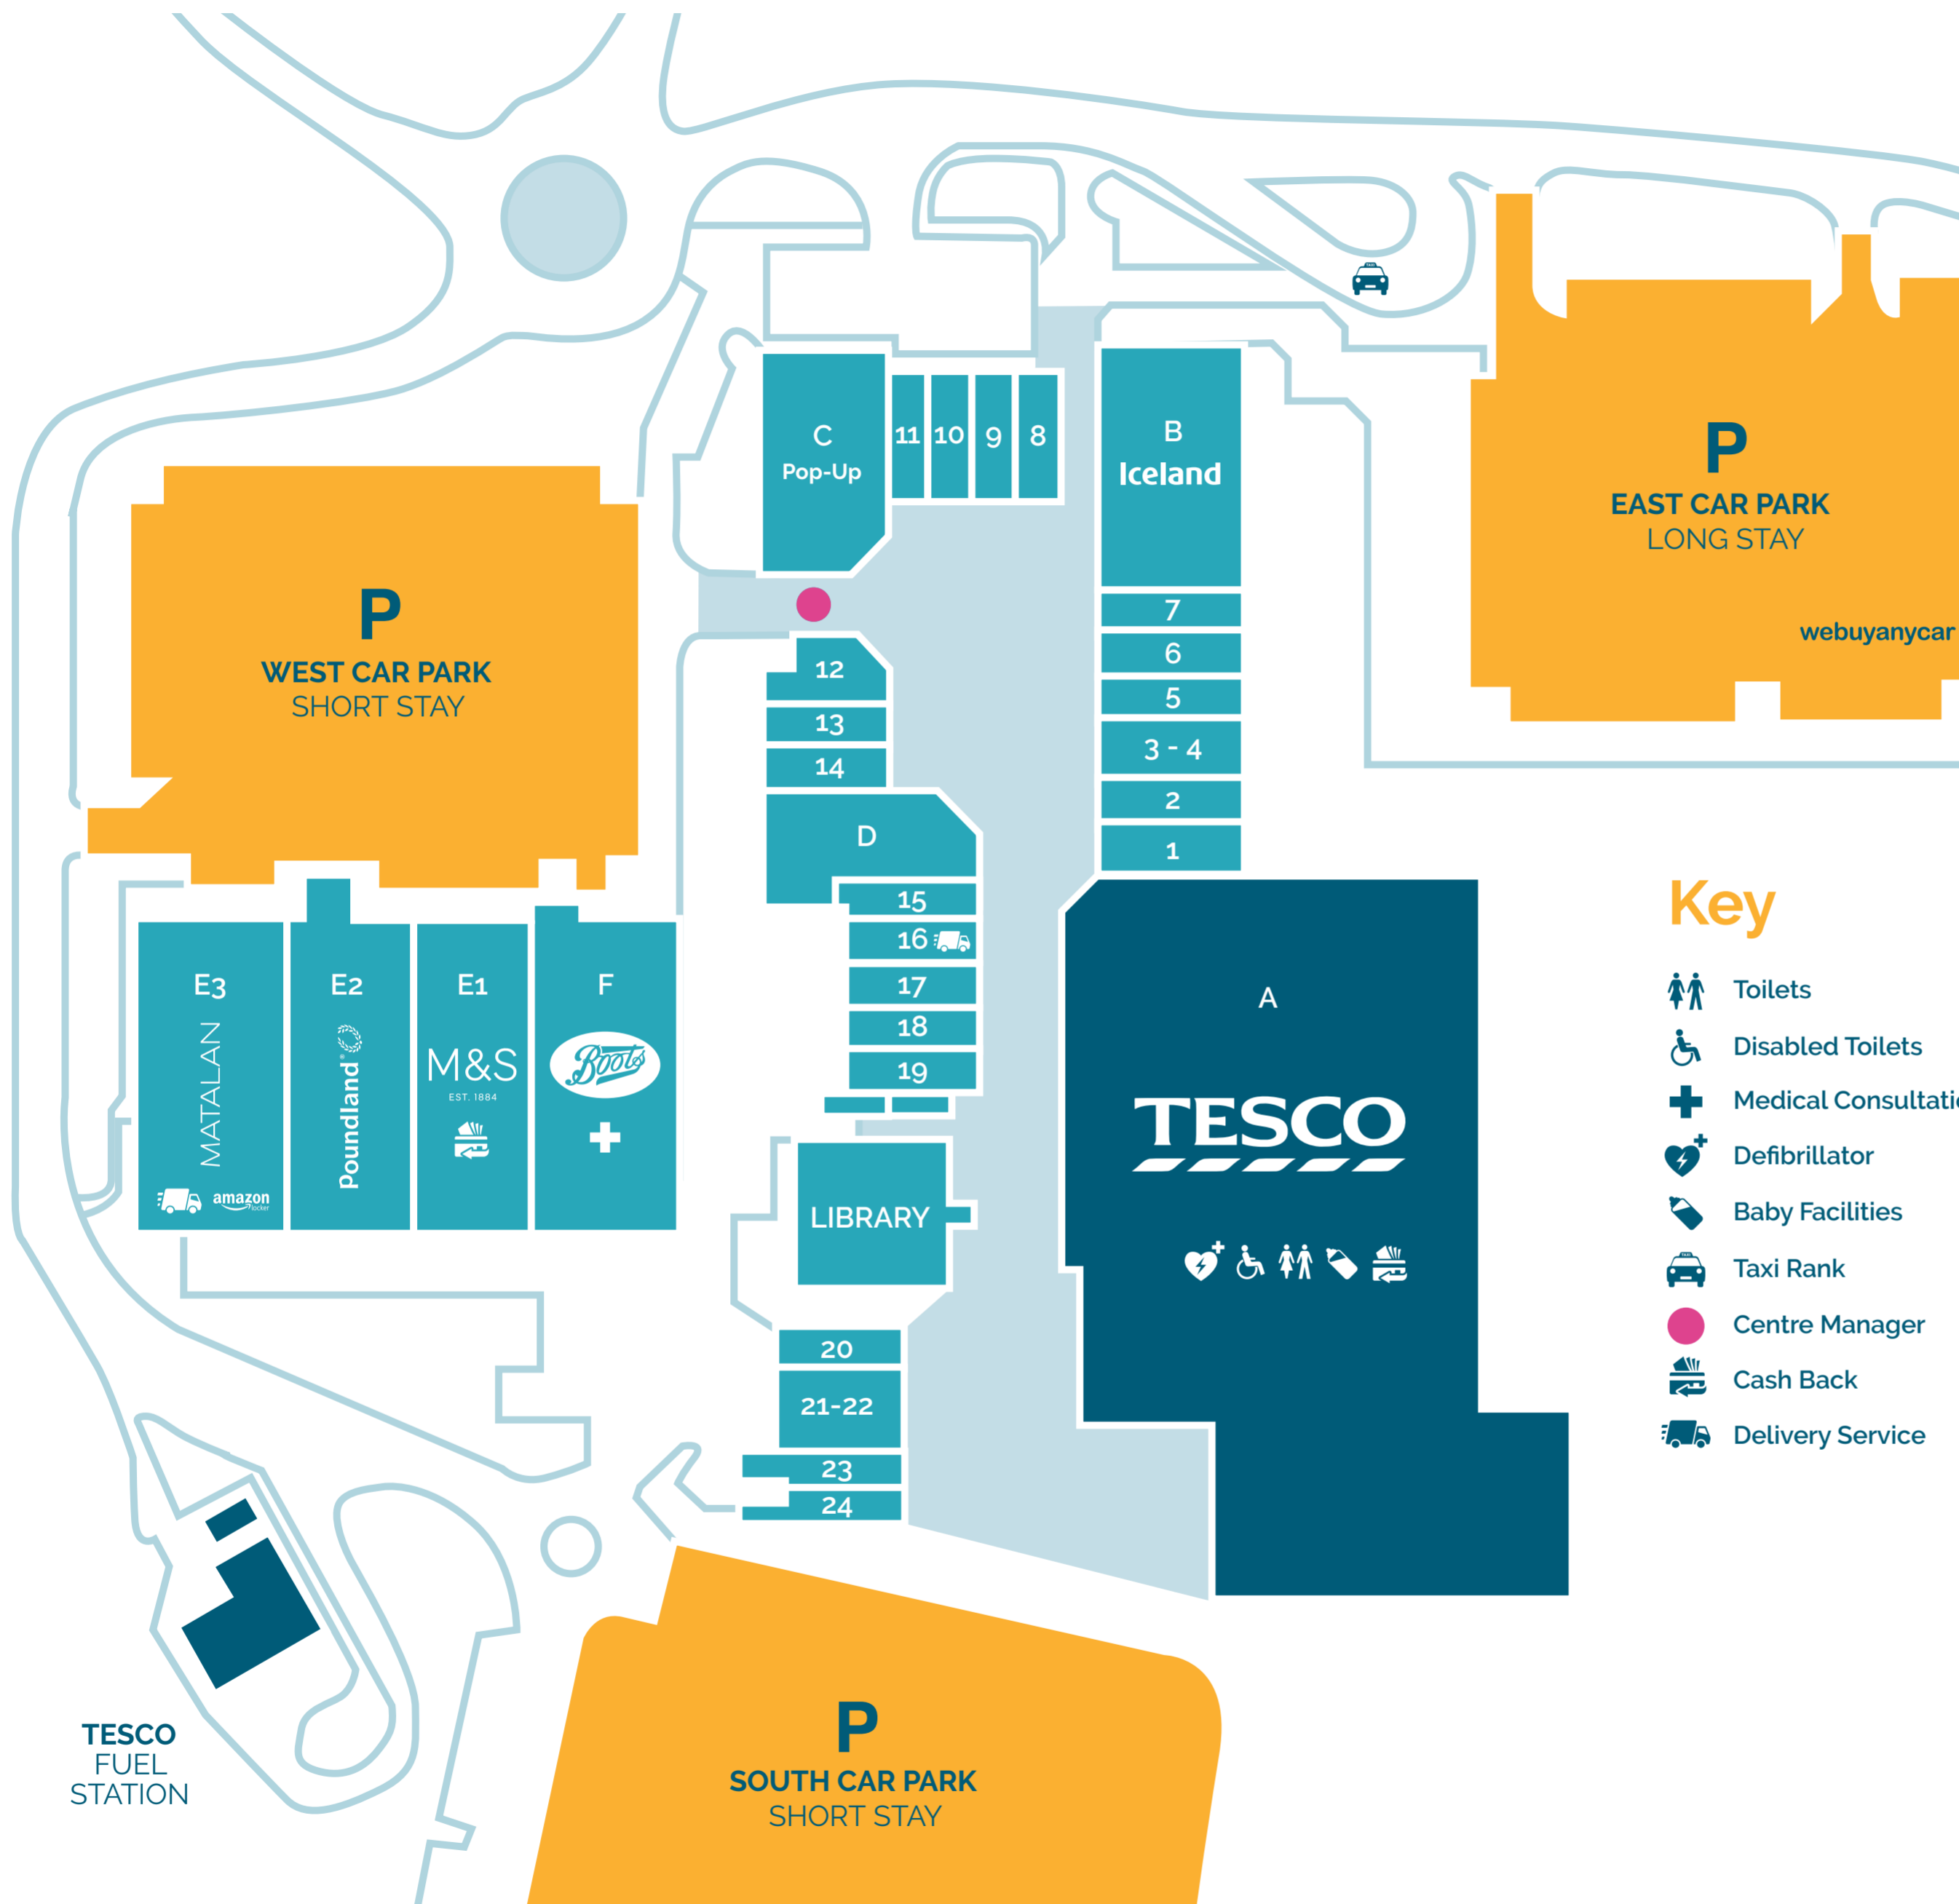 TAXI
C
Pop-Up
11
10
9
8
B
Iceland
P
EAST CAR PARK
LONG STAY
webuyanycar
P
WEST CAR PARK
SHORT STAY
7
6
5
3 - 4
2
1
12
13
14
D
15
16
17
18
19
E3
MATALAN
amazon
locker
E2
poundland®
E1
M&S
EST. 1884
F
Boots
A
TESCO
LIBRARY
20
21-22
23
24
Key
Toilets
Disabled Toilets
Medical Consultatio
Defibrillator
Baby Facilities
TAXI
Taxi Rank
Centre Manager
Cash Back
Delivery Service
TESCO
FUEL
STATION
P
SOUTH CAR PARK
SHORT STAY